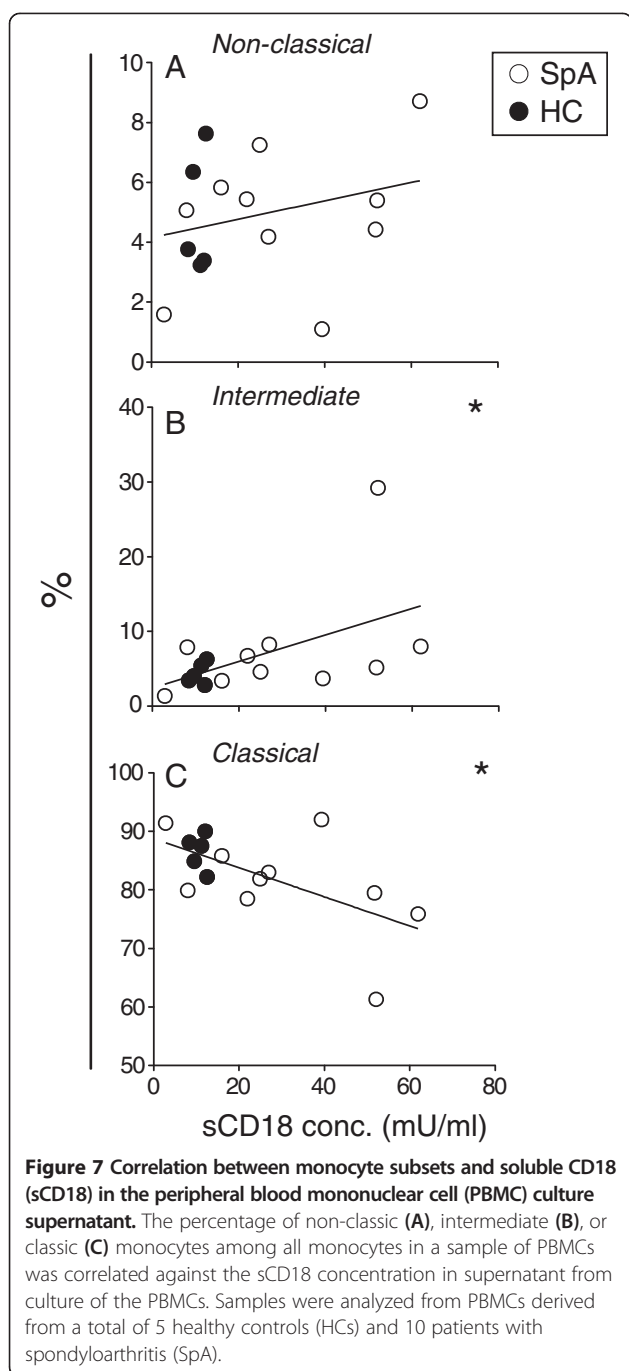 Non-classical
A
SpA
HC
10
8
6
4
2
0
Intermediate
B
*
40
30
20
10
0
%
Classical
C
*
100
90
80
70
60
50
0 20 40 60 80
sCD18 conc. (mU/ml)
Figure 7 Correlation between monocyte subsets and soluble CD18
(sCD18) in the peripheral blood mononuclear cell (PBMC) culture
supernatant. The percentage of non-classic (A), intermediate (B), or
classic (C) monocytes among all monocytes in a sample of PBMCs
was correlated against the sCD18 concentration in supernatant from
culture of the PBMCs. Samples were analyzed from PBMCs derived
from a total of 5 healthy controls (HCs) and 10 patients with
spondyloarthritis (SpA).